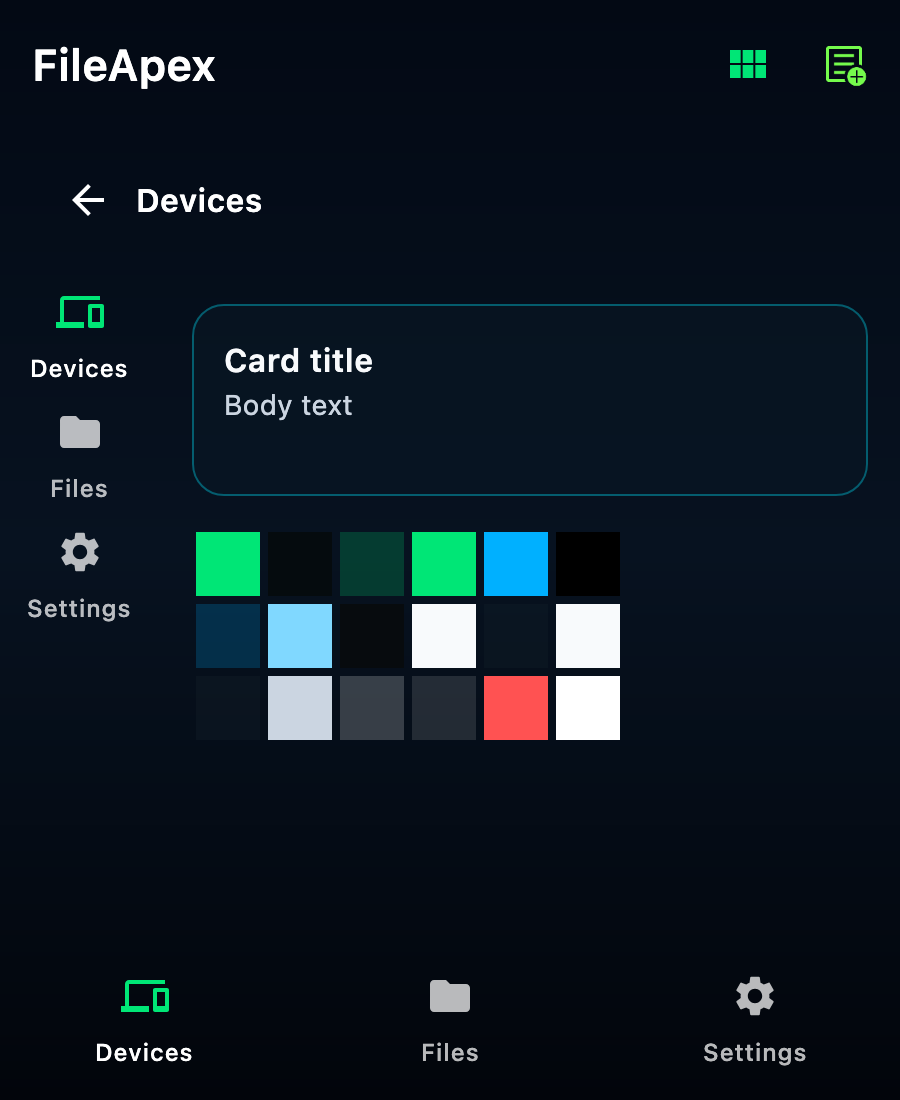 FileApex
Devices
Devices
Card title
Body text
Files
Settings
Devices
Files
Settings